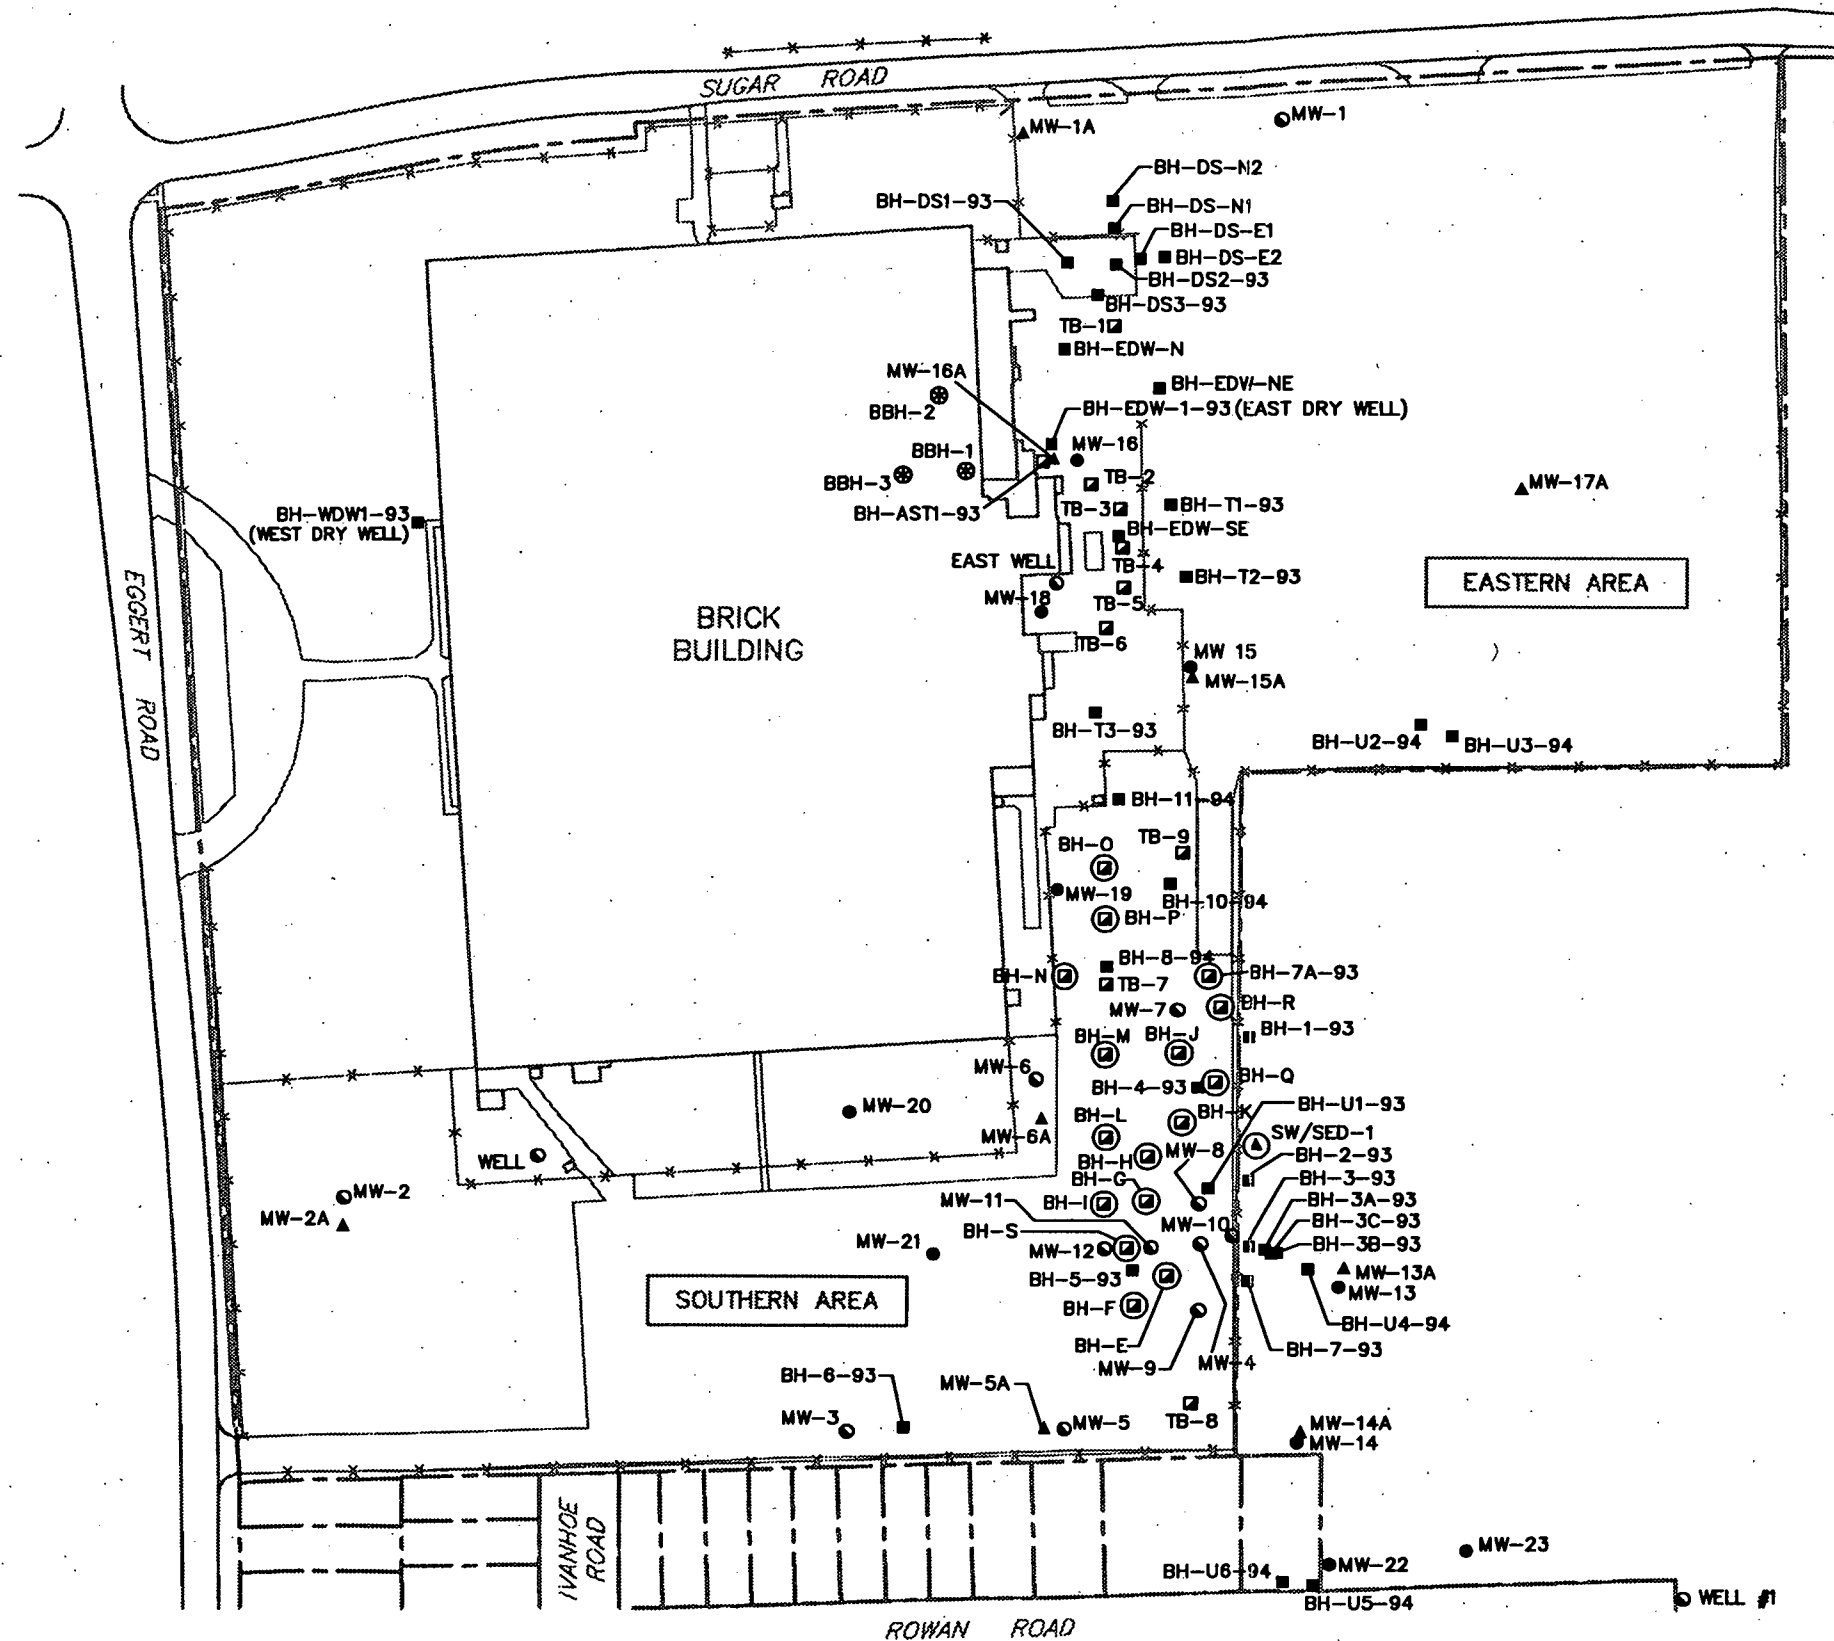 SUGAR ROAD
MW-1
MW-1A
BH-DS-N2
BH-DS1-93
BH-DS-N1
BH-DS-E1
BH-DS-E2
BH-DS2-93
BH-DS3-93
TB-1
BH-EDW-N
MW-16A
BH-EDW-NE
BBH-2
BH-EDW-1-93(EAST DRY WELL)
MW-16
BBH-1
BBH-3
TB-2
MW-17A
BH-AST1-93
TB-3
BH-T1-93
BH-WDW1-93
(WEST DRY WELL)
BH-EDW-SE
EAST WELL
TB-4
BH-T2-93
EASTERN AREA
EGGERT ROAD
MW-18
TB-5
BRICK
BUILDING
TB-6
MW 15
MW-15A
BH-T3-93
BH-U2-94
BH-U3-94
BH-11-94
TB-9
BH-O
MW-19
BH-10-94
BH-P
BH-8-94
BH-N
BH-7A-93
TB-7
MW-7
BH-R
BH-1-93
BH-M
BH-J
MW-6
BH-4-93
BH-Q
MW-20
BH-L
BH-K
BH-U1-93
MW-6A
SW/SED-1
WELL
BH-H
MW-8
BH-2-93
BH-G
BH-3-93
MW-2
MW-11
BH-I
BH-3A-93
MW-2A
BH-S
MW-10
BH-3C-93
MW-21
MW-12
BH-3B-93
BH-5-93
MW-13A
MW-13
SOUTHERN AREA
BH-F
BH-U4-94
BH-E
BH-7-93
MW-9
MW-4
BH-6-93
MW-5A
MW-3
MW-5
TB-8
MW-14A
MW-14
IVANHOE
ROAD
MW-23
MW-22
BH-U6-94
BH-U5-94
WELL #1
ROWAN ROAD